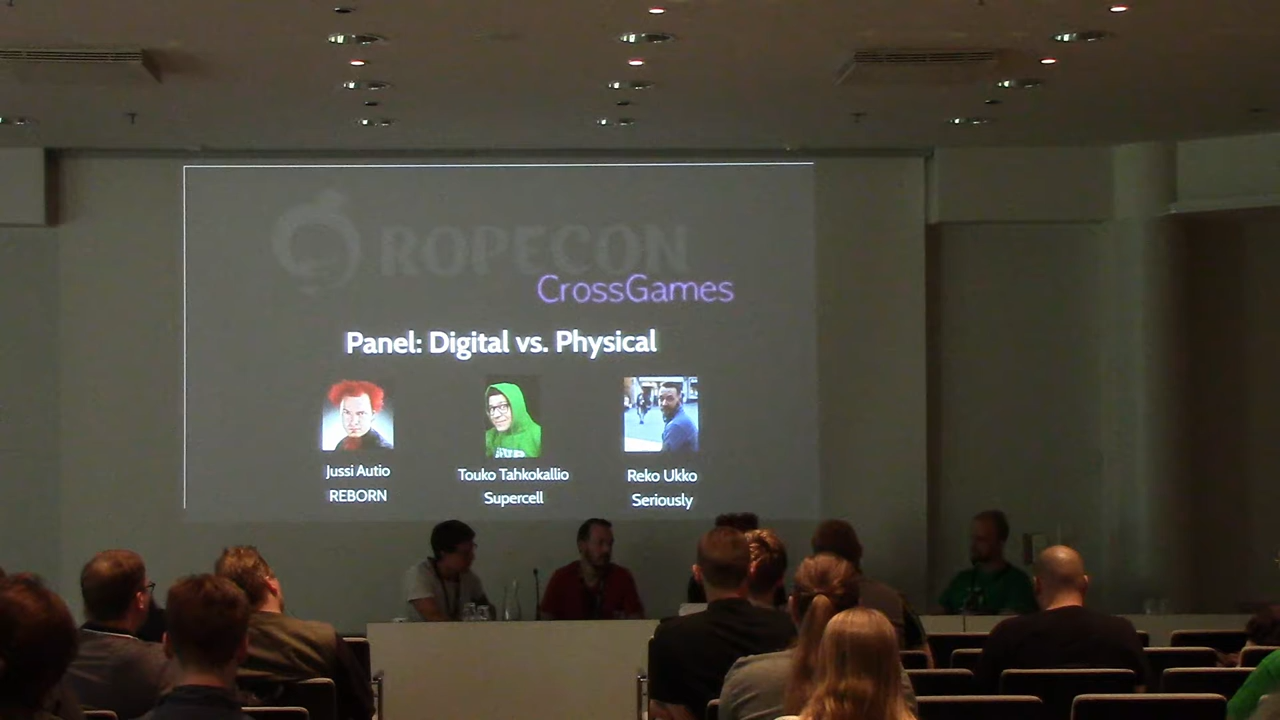 ROPECON
CrossGames
Panel: Digital vs. Physical
Jussi Autio
REBORN
Touko Tahkokallio
Supercell
Reko Ukko
Seriously